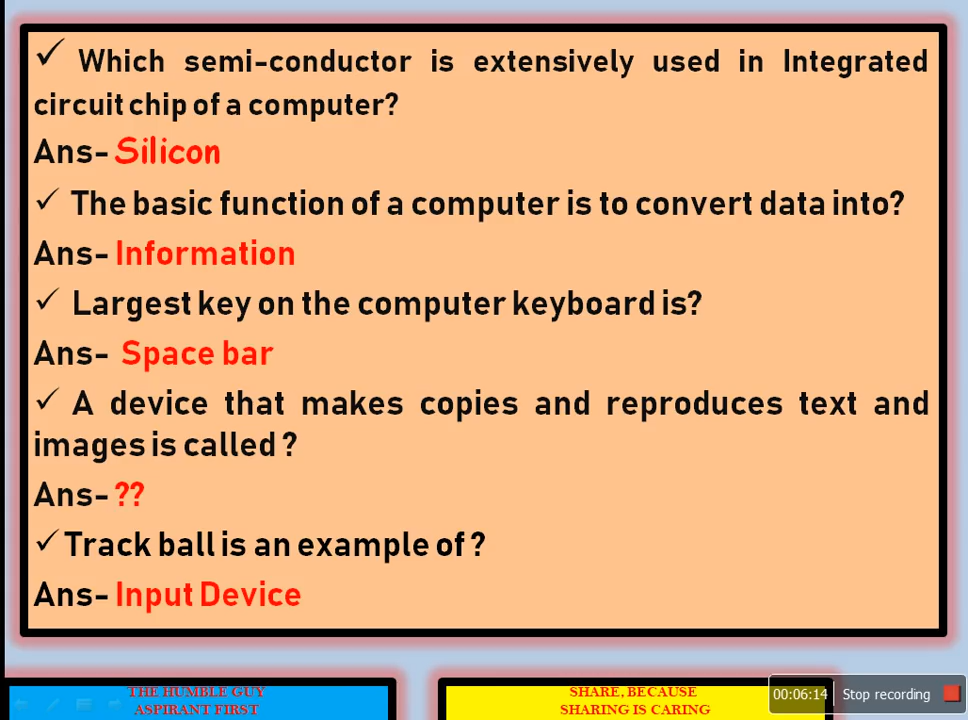 ✓ Which semi-conductor is extensively used in Integrated
circuit chip of a computer?
Ans- Silicon
✓ The basic function of a computer is to convert data into?
Ans- Information
✓ Largest key on the computer keyboard is?
Ans- Space bar
✓ A device that makes copies and reproduces text and
images is called ?
Ans- ??
✓ Track ball is an example of ?
Ans- Input Device
THE HUMBLE GUY
ASPIRANT FIRST
SHARE, BECAUSE
SHARING IS CARING
00:06:14 Stop recording